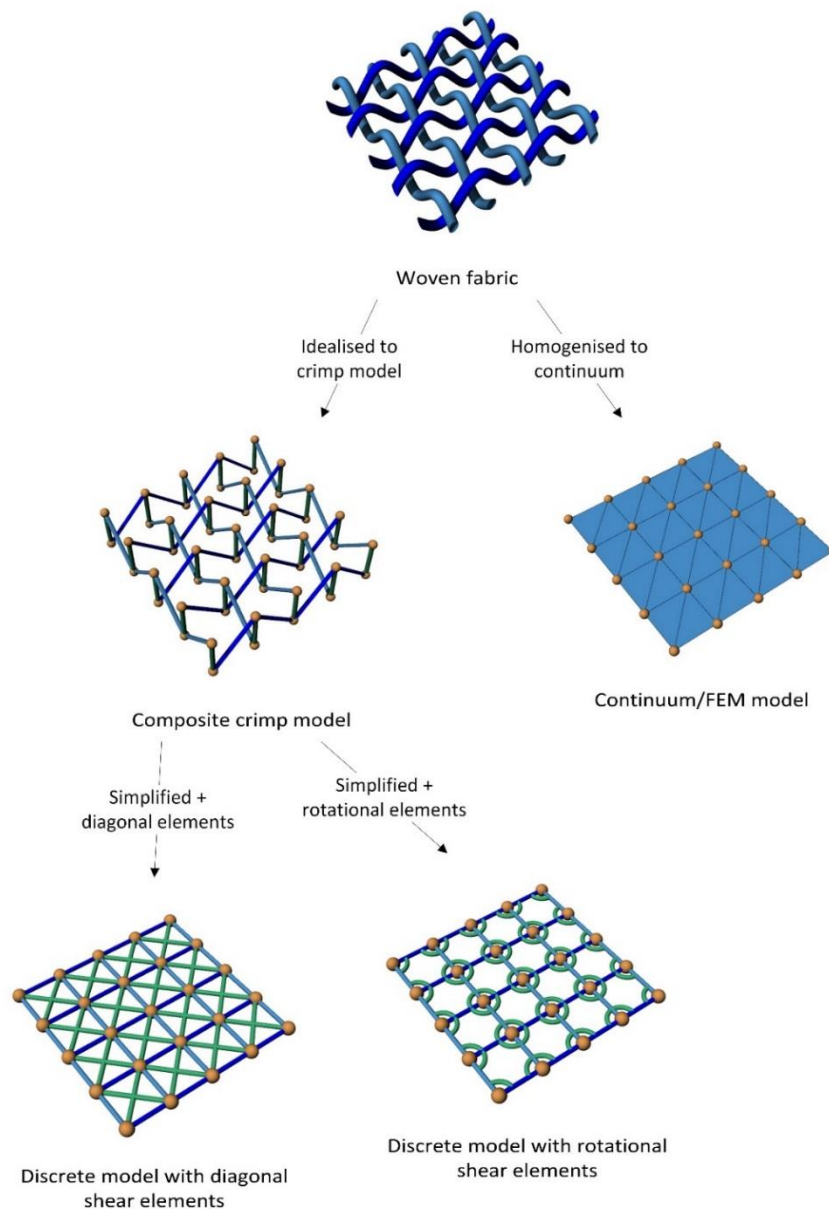 Woven fabric
Idealised to
crimp model
Homogenised to
continuum
Composite crimp model
Continuum/FEM model
Simplified +
diagonal elements
Simplified +
rotational elements
Discrete model with diagonal
shear elements
Discrete model with rotational
shear elements